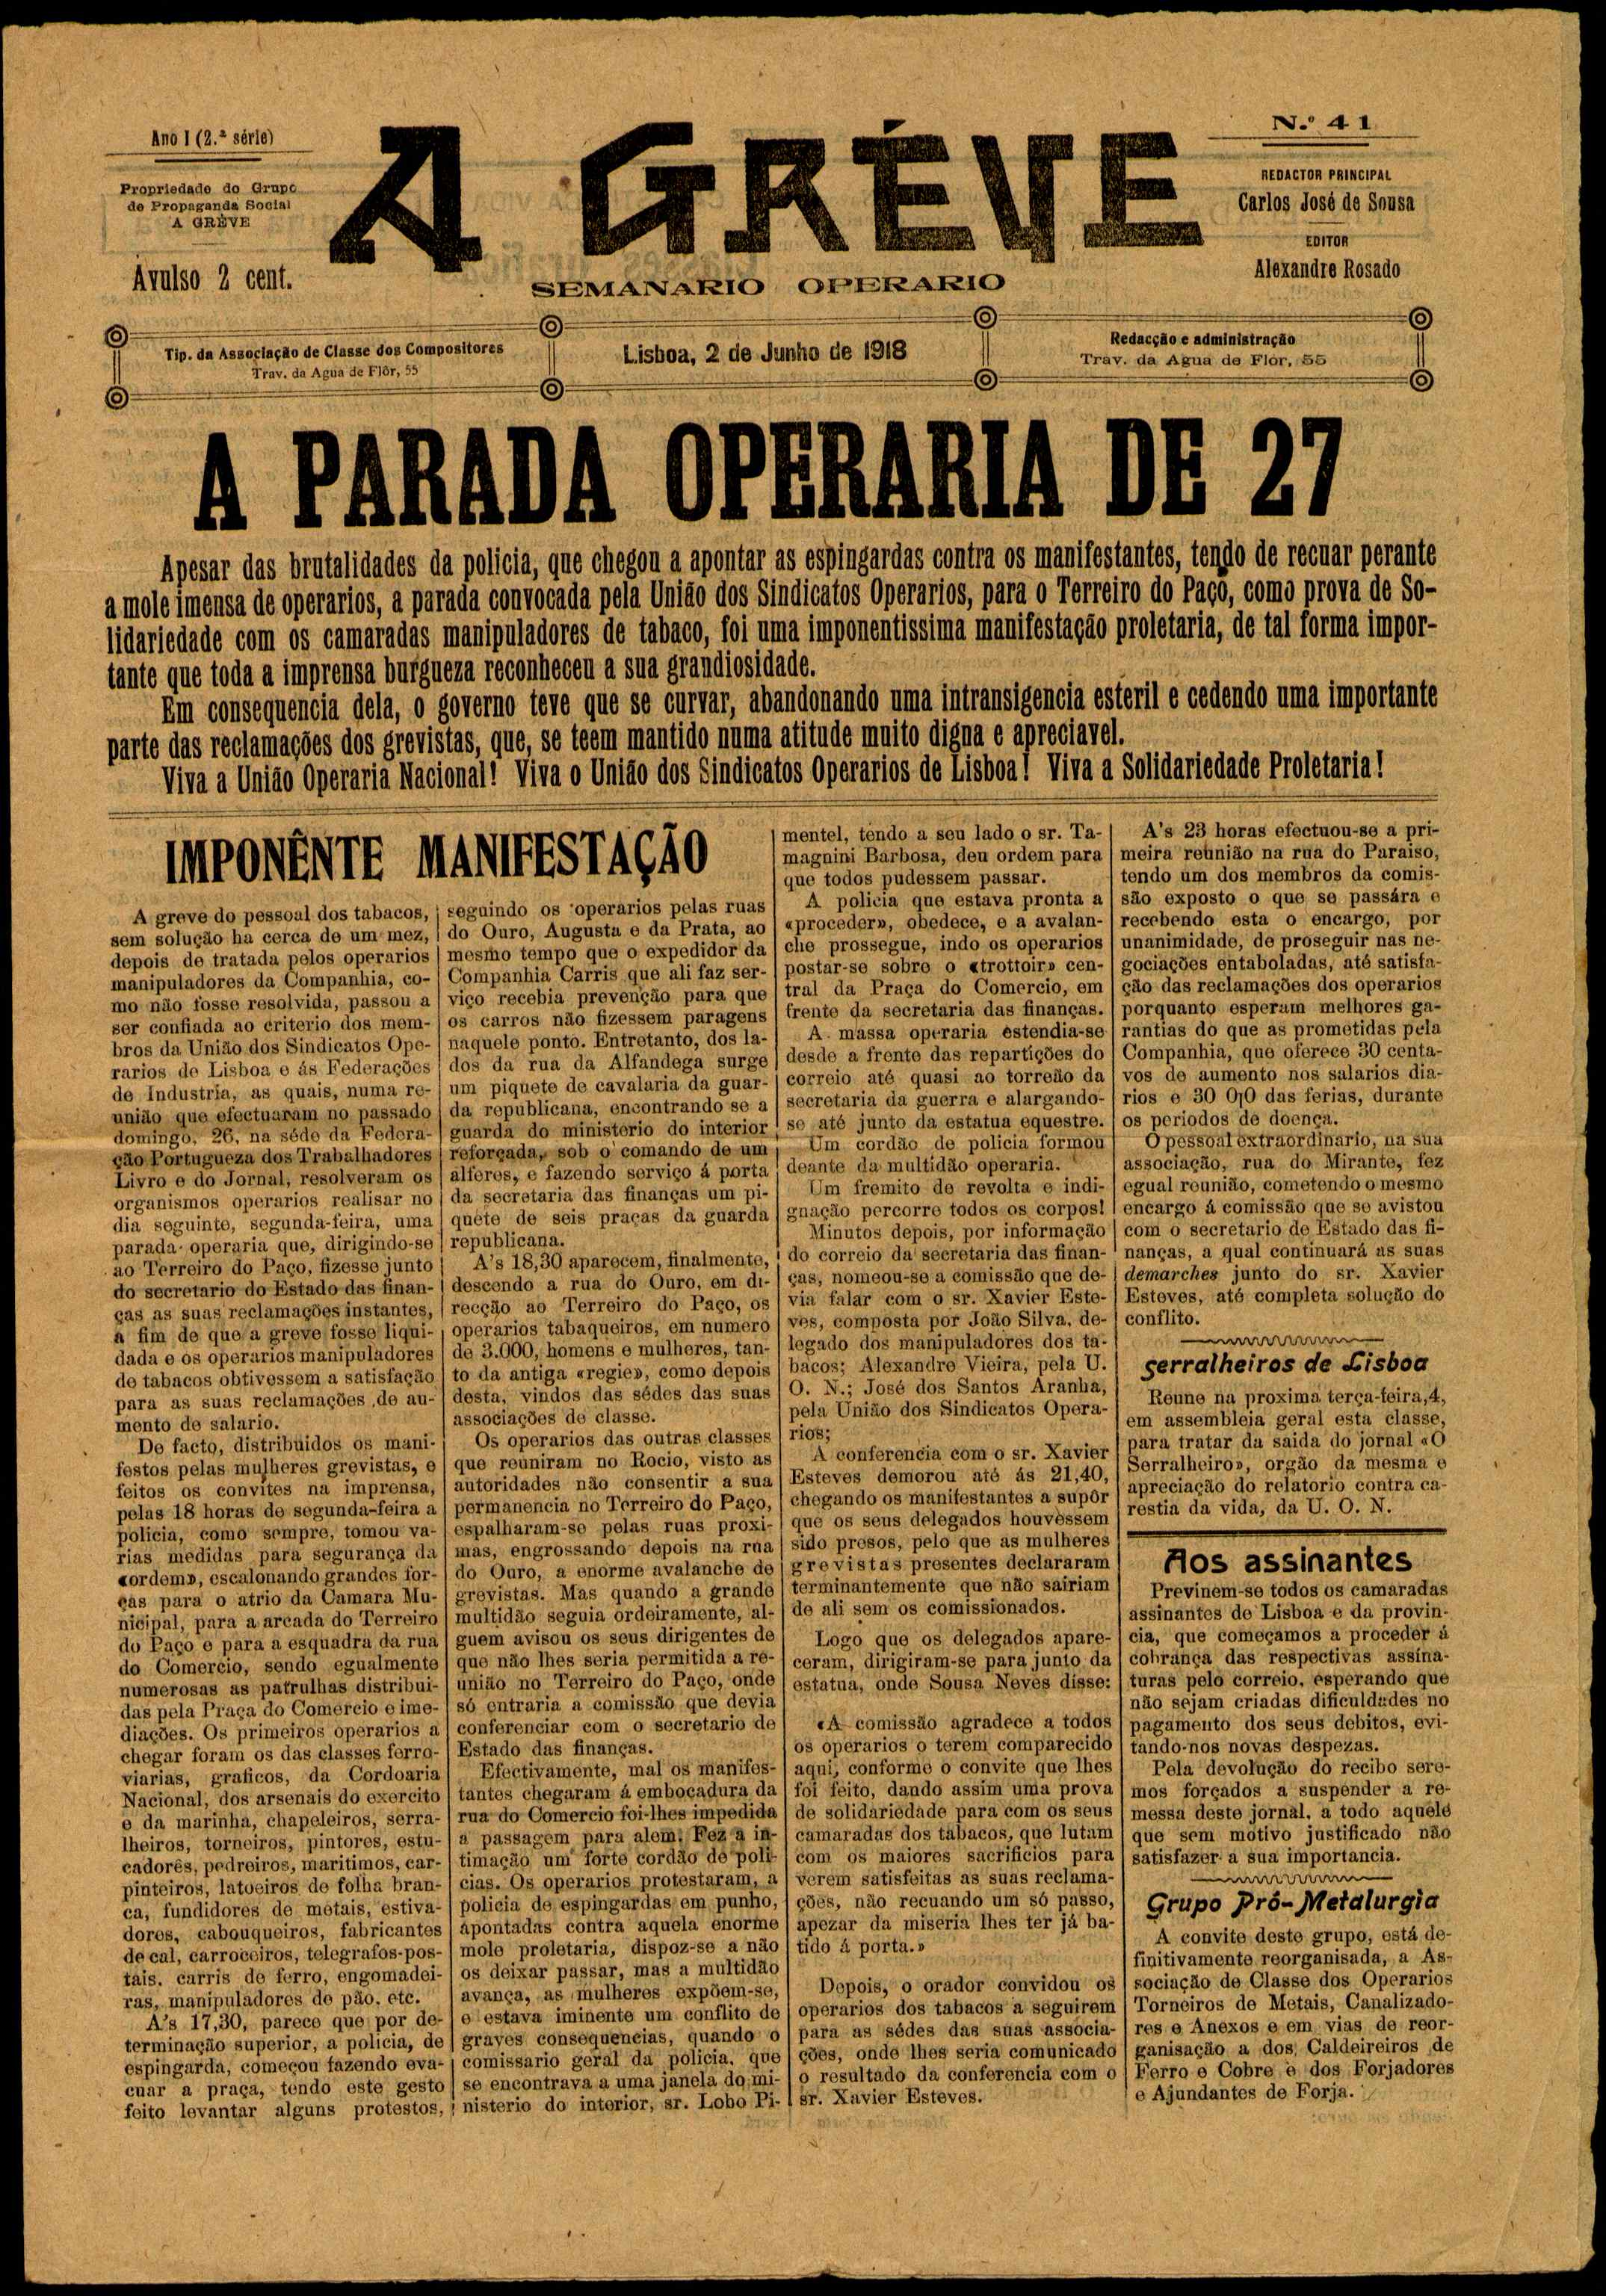 Ano I (2.ª série)
Propriedade do Grupo
de Propaganda Social
A GRÉVE
Avulso 2 cent.
A GRÉVE
SEMANARIO OPERARIO
N.º 41
REDACTOR PRINCIPAL
Carlos José de Sousa
EDITOR
Alexandre Rosado
Tip. da Associação de Classe dos Compositores
Trav. da Agua de Flôr, 55
Lisboa, 2 de Junho de 1918
Redacção e administração
Trav. da Agua de Flor, 55
A PARADA OPERARIA DE 27
Apesar das brutalidades da policia, que chegou a apontar as espingardas contra os manifestantes, tendo de recuar perante
a mole imensa de operarios, a parada convocada pela União dos Sindicatos Operarios, para o Terreiro do Paço, como prova de So-
lidariedade com os camaradas manipuladores de tabaco, foi uma imponentissima manifestação proletaria, de tal forma impor-
tante que toda a imprensa burgueza reconheceu a sua grandiosidade.
Em consequencia dela, o governo teve que se curvar, abandonando uma intransigencia esteril e cedendo uma importante
parte das reclamações dos grevistas, que, se teem mantido numa atitude muito digna e apreciavel.
Viva a União Operaria Nacional! Viva o União dos Sindicatos Operarios de Lisboa! Viva a Solidariedade Proletaria!
IMPONÊNTE MANIFESTAÇÃO
A greve do pessoal dos tabacos,
sem solução ha cerca de um mez,
depois de tratada pelos operarios
manipuladores da Companhia, co-
mo não fosse resolvida, passou a
ser confiada ao criterio dos mem-
bros da União dos Sindicatos Ope-
rarios de Lisboa e ás Federações
de Industria, as quais, numa re-
união que efectuaram no passado
domingo, 26, na séde da Federa-
ção Portugueza dos Trabalhadores
Livro e do Jornal, resolveram os
organismos operarios realisar no
dia seguinte, segunda-feira, uma
parada operaria que, dirigindo-se
ao Terreiro do Paço, fizesse junto
do secretario do Estado das finan-
ças as suas reclamações instantes,
a fim de que a greve fosse liqui-
dada e os operarios manipuladores
de tabacos obtivessem a satisfação
para as suas reclamações de au-
mento de salario.
De facto, distribuidos os mani-
festos pelas mulheres grevistas, e
feitos os convites na imprensa,
pelas 18 horas de segunda-feira a
policia, como sempre, tomou va-
rias medidas para segurança da
«ordem», escalonando grandes for-
ças para o atrio da Camara Mu-
nicipal, para a arcada do Terreiro
do Paço e para a esquadra da rua
do Comercio, sendo egualmente
numerosas as patrulhas distribui-
das pela Praça do Comercio e ime-
diações. Os primeiros operarios a
chegar foram os das classes ferro-
viarias, graficos, da Cordoaria
Nacional, dos arsenais do exercito
e da marinha, chapeleiros, serra-
lheiros, torneiros, pintores, estu-
cadores, pedreiros, maritimos, car-
pinteiros, latoeiros de folha bran-
ca, fundidores de metais, estiva-
dores, cabouqueiros, fabricantes
de cal, carroceiros, telegrafos-pos-
tais, carris de ferro, engomadei-
ras, manipuladores de pão, etc.
A's 17,30, parece que por de-
terminação superior, a policia, de
espingarda, começou fazendo eva-
cuar a praça, tendo este gesto
feito levantar alguns protestos,
seguindo os operarios pelas ruas
do Ouro, Augusta e da Prata, ao
mesmo tempo que o expedidor da
Companhia Carris que ali faz ser-
viço recebia prevenção para que
os carros não fizessem paragens
naquele ponto. Entretanto, dos la-
dos da rua da Alfandega surge
um piquete de cavalaria da guar-
da republicana, encontrando se a
guarda do ministerio do interior
reforçada, sob o comando de um
alferes, e fazendo serviço á porta
da secretaria das finanças um pi-
quete de seis praças da guarda
republicana.
A's 18,30 aparecem, finalmente,
descendo a rua do Ouro, em di-
recção ao Terreiro do Paço, os
operarios tabaqueiros, em numero
de 3.000, homens e mulheres, tan-
to da antiga «regie», como depois
desta, vindos das sédes das suas
associações de classe.
Os operarios das outras classes
que reuniram no Rocio, visto as
autoridades não consentir a sua
permanencia no Terreiro do Paço,
espalharam-se pelas ruas proxi-
mas, engrossando depois na rua
do Ouro, a enorme avalanche de
grevistas. Mas quando a grande
multidão seguia ordeiramente, al-
guem avisou os seus dirigentes de
que não lhes seria permitida a re-
união no Terreiro do Paço, onde
só entraria a comissão que devia
conferenciar com o secretario de
Estado das finanças.
Efectivamente, mal os manifes-
tantes chegaram á embocadura da
rua do Comercio foi-lhes impedida
a passagem para alem. Fez a in-
timação um forte cordão de poli-
cias. Os operarios protestaram, a
policia de espingardas em punho,
apontadas contra aquela enorme
mole proletaria, dispoz-se a não
os deixar passar, mas a multidão
avança, as mulheres expõem-se,
e estava iminente um conflito de
graves consequencias, quando o
comissario geral da policia, que
se encontrava a uma janela do mi-
nisterio do interior, sr. Lobo Pi-
mentel, tendo a seu lado o sr. Ta-
magnini Barbosa, deu ordem para
que todos pudessem passar.
A policia que estava pronta a
«proceder», obedece, e a avalan-
che prossegue, indo os operarios
postar-se sobre o «trottoir» cen-
tral da Praça do Comercio, em
frente da secretaria das finanças.
A massa operaria estendia-se
desde a frente das repartições do
correio até quasi ao torreão da
secretaria da guerra e alargando-
se até junto da estatua equestre.
Um cordão de policia formou
deante da multidão operaria.
Um fremito de revolta e indi-
gnação percorre todos os corpos!
Minutos depois, por informação
do correio da secretaria das finan-
ças, nomeou-se a comissão que de-
via falar com o sr. Xavier Este-
ves, composta por João Silva, de-
legado dos manipuladores dos ta-
bacos; Alexandre Vieira, pela U.
O. N.; José dos Santos Aranha,
pela União dos Sindicatos Opera-
rios;
A conferencia com o sr. Xavier
Esteves demorou até ás 21,40,
chegando os manifestantes a supôr
que os seus delegados houvessem
sido presos, pelo que as mulheres
grevistas presentes declararam
terminantemente que não sairiam
de ali sem os comissionados.
Logo que os delegados apare-
ceram, dirigiram-se para junto da
estatua, onde Sousa Neves disse:
«A comissão agradece a todos
os operarios o terem comparecido
aqui, conforme o convite que lhes
foi feito, dando assim uma prova
de solidariedade para com os seus
camaradas dos tabacos, que lutam
com os maiores sacrificios para
verem satisfeitas as suas reclama-
ções, não recuando um só passo,
apezar da miseria lhes ter já ba-
tido á porta.»
Depois, o orador convidou os
operarios dos tabacos a seguirem
para as sédes das suas associa-
ções, onde lhes seria comunicado
o resultado da conferencia com o
sr. Xavier Esteves.
A's 23 horas efectuou-se a pri-
meira reunião na rua do Paraiso,
tendo um dos membros da comis-
são exposto o que se passára e
recebendo esta o encargo, por
unanimidade, de proseguir nas ne-
gociações entaboladas, até satisfa-
ção das reclamações dos operarios
porquanto esperam melhores ga-
rantias do que as prometidas pela
Companhia, que oferece 30 centa-
vos de aumento nos salarios dia-
rios e 30 0|0 das ferias, durante
os periodos de doença.
O pessoal extraordinario, na sua
associação, rua do Mirante, fez
egual reunião, cometendo o mesmo
encargo á comissão que se avistou
com o secretario de Estado das fi-
nanças, a qual continuará as suas
demarches junto do sr. Xavier
Esteves, até completa solução do
conflito.
Serralheiros de Lisboa
Reune na proxima terça-feira,4,
em assembleia geral esta classe,
para tratar da saida do jornal «O
Serralheiro», orgão da mesma e
apreciação do relatorio contra ca-
restia da vida, da U. O. N.
Aos assinantes
Previnem-se todos os camaradas
assinantes de Lisboa e da provin-
cia, que começamos a proceder á
cobrança das respectivas assina-
turas pelo correio, esperando que
não sejam criadas dificuldades no
pagamento dos seus debitos, evi-
tando-nos novas despezas.
Pela devolução do recibo sere-
mos forçados a suspender a re-
messa deste jornal, a todo aquele
que sem motivo justificado não
satisfazer a sua importancia.
Grupo Pró-Metalurgia
A convite deste grupo, está de-
finitivamente reorganisada, a As-
sociação de Classe dos Operarios
Torneiros de Metais, Canalizado-
res e Anexos e em vias de reor-
ganisação a dos Caldeireiros de
Ferro e Cobre e dos Forjadores
e Ajundantes de Forja.